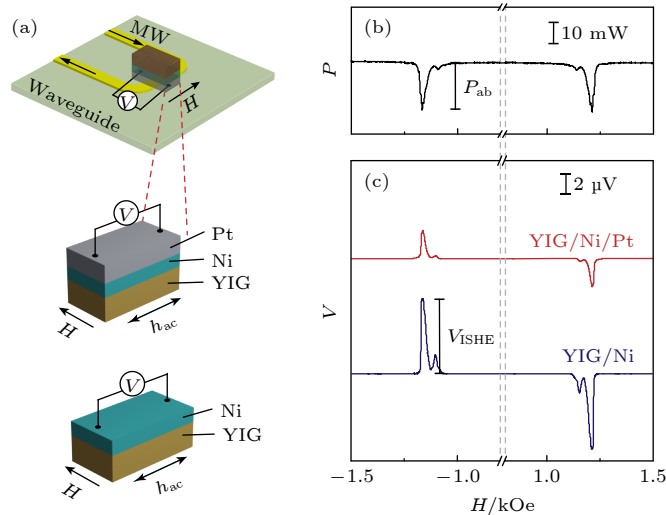 (a)
MW
V
H
Waveguide
V
Pt
Ni
YIG
H
h_ac
V
Ni
YIG
H
h_ac
(b)
10 mW
P
P_ab
(c)
2 μV
YIG/Ni/Pt
V
V_ISHE
YIG/Ni
−1.5 −1.0 1.0 1.5
H/kOe